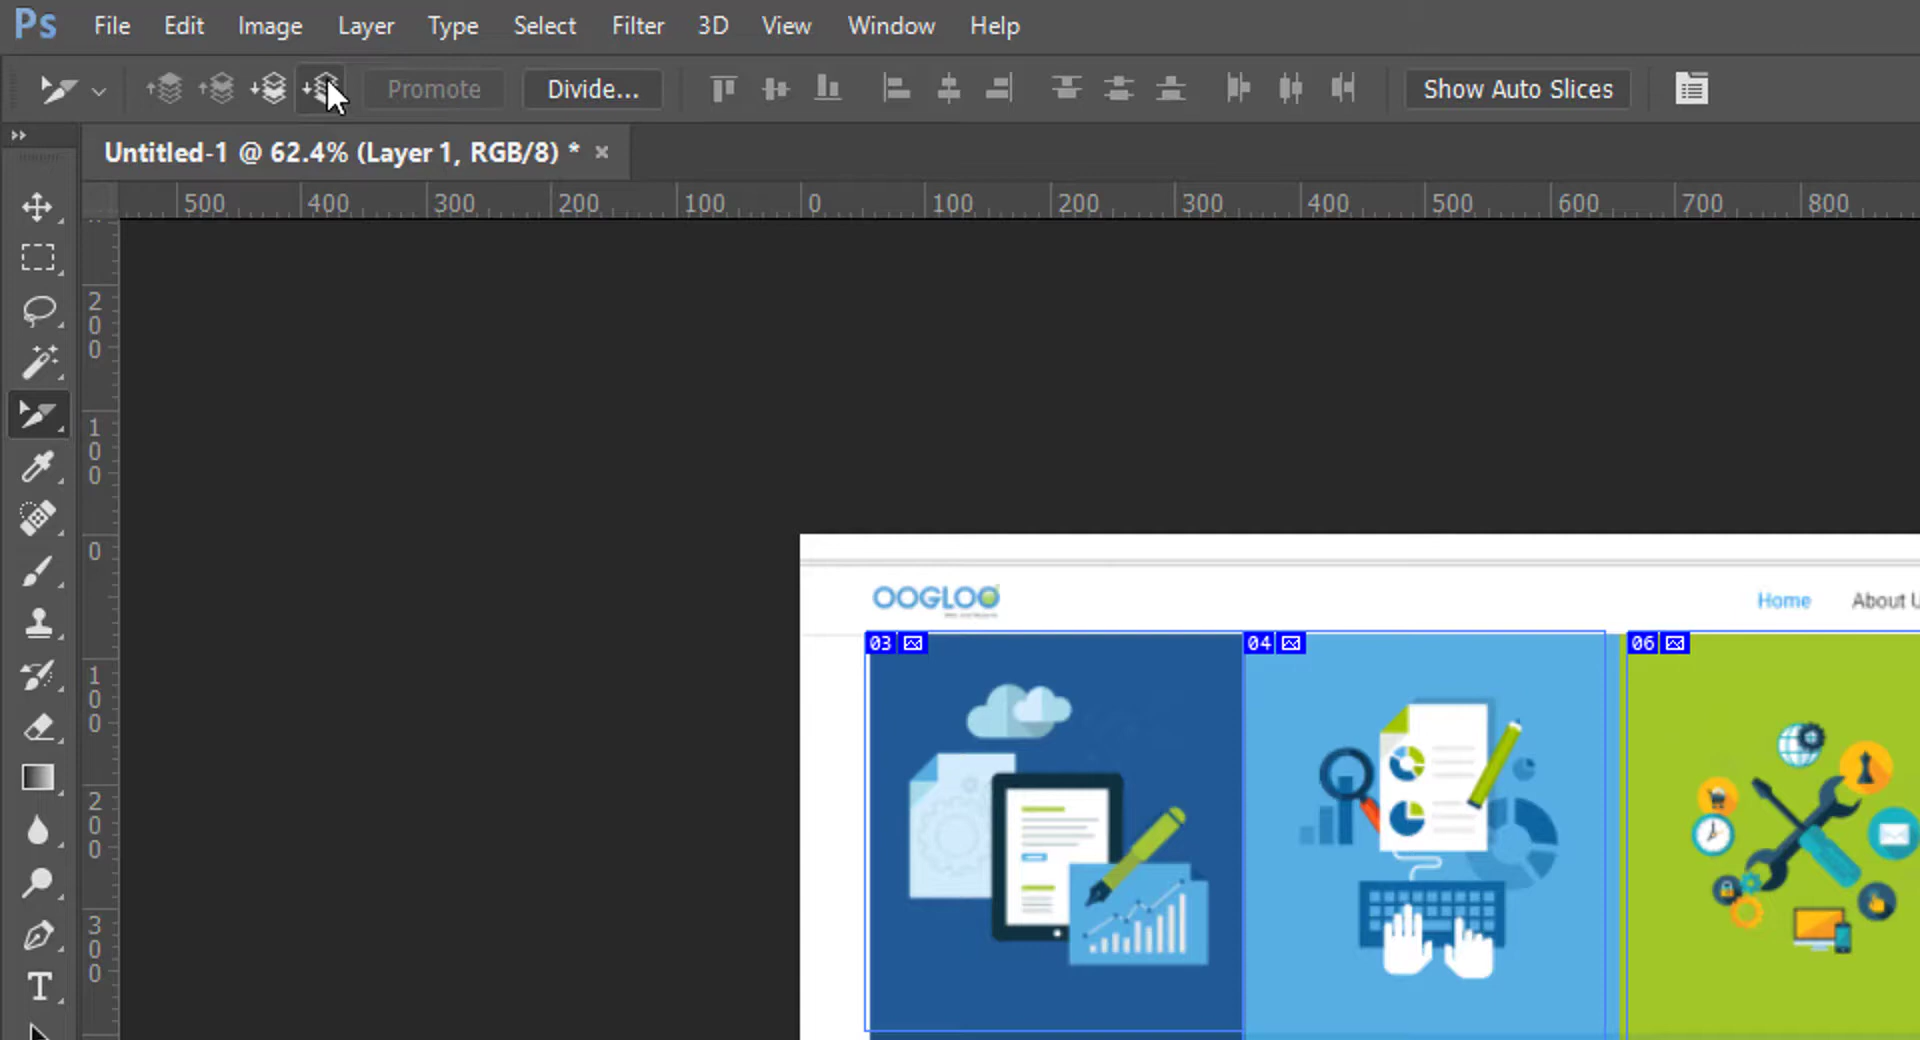 Ps File Edit Image Layer Type Select Filter 3D View Window Help
Promote Divide... Show Auto Slices
Untitled-1 @ 62.4% (Layer 1, RGB/8) * ×
500 400 300 200 100 0 100 200 300 400 500 600 700 800
200
100
0
100
200
300
OOGLOO
Home About U
03 04 06
T